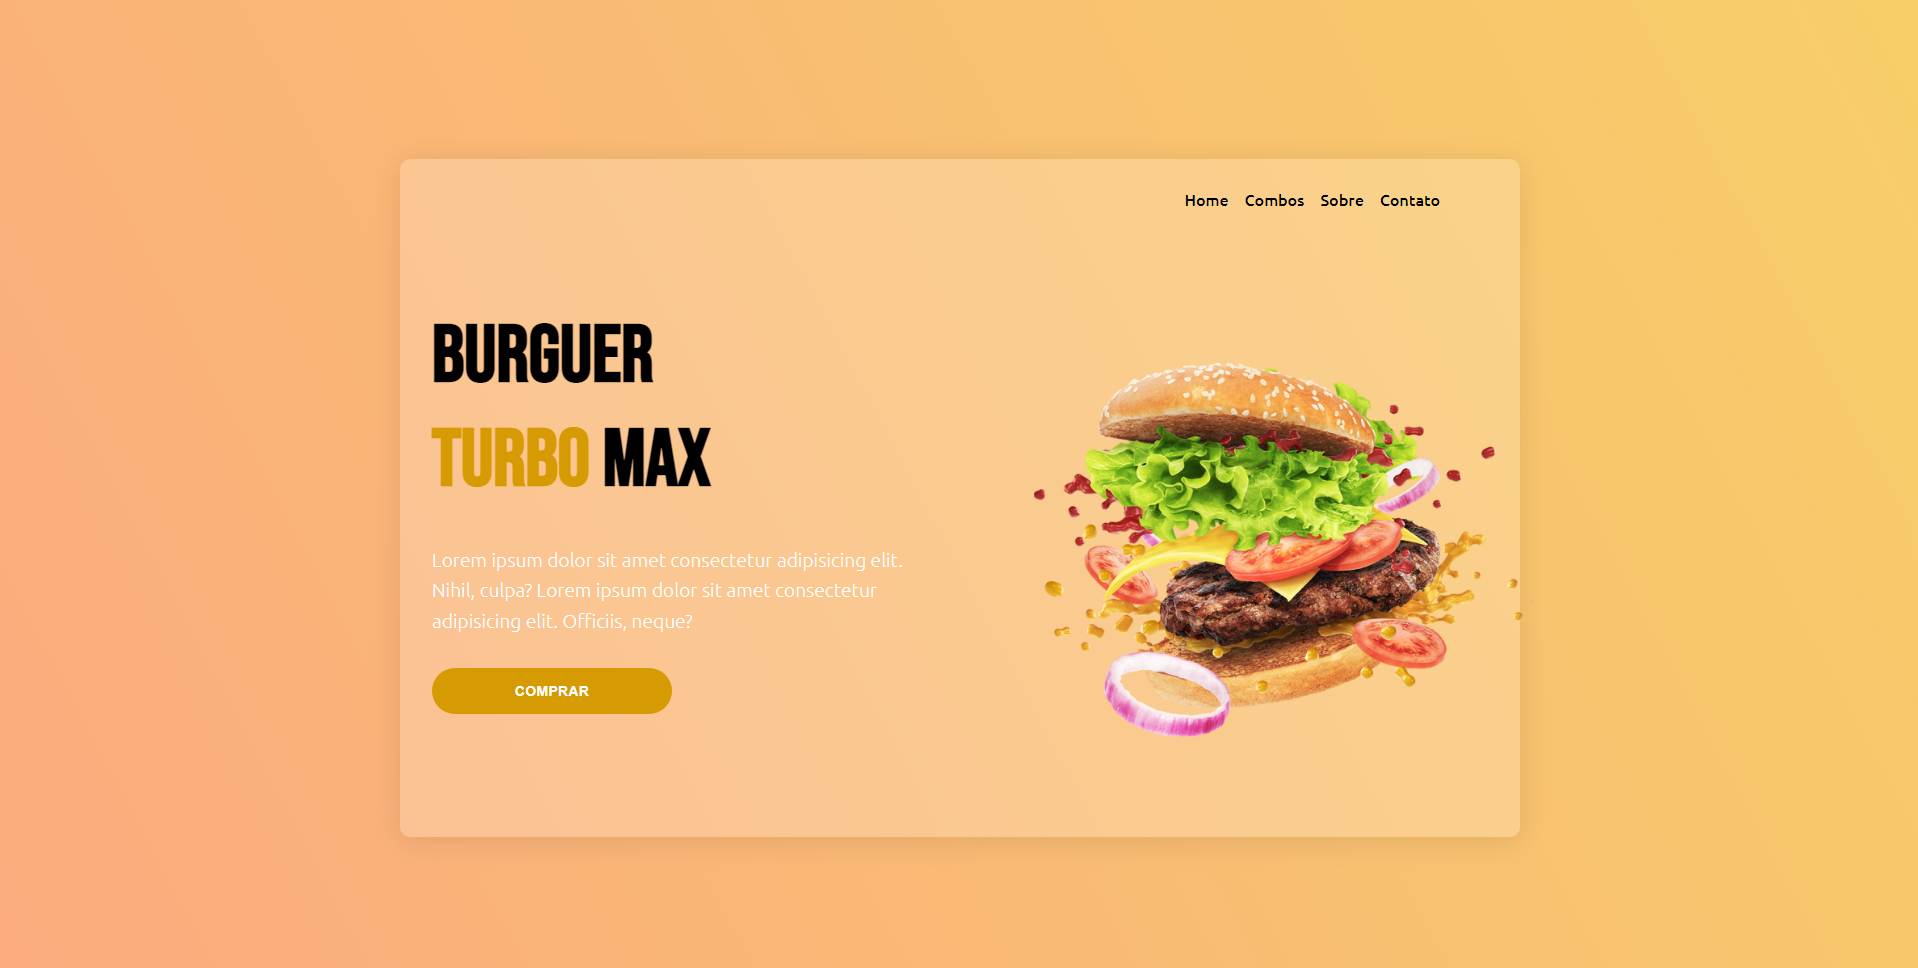 Home Combos Sobre Contato
BURGUER
TURBO MAX
Lorem ipsum dolor sit amet consectetur adipisicing elit.
Nihil, culpa? Lorem ipsum dolor sit amet consectetur
adipisicing elit. Officiis, neque?
COMPRAR